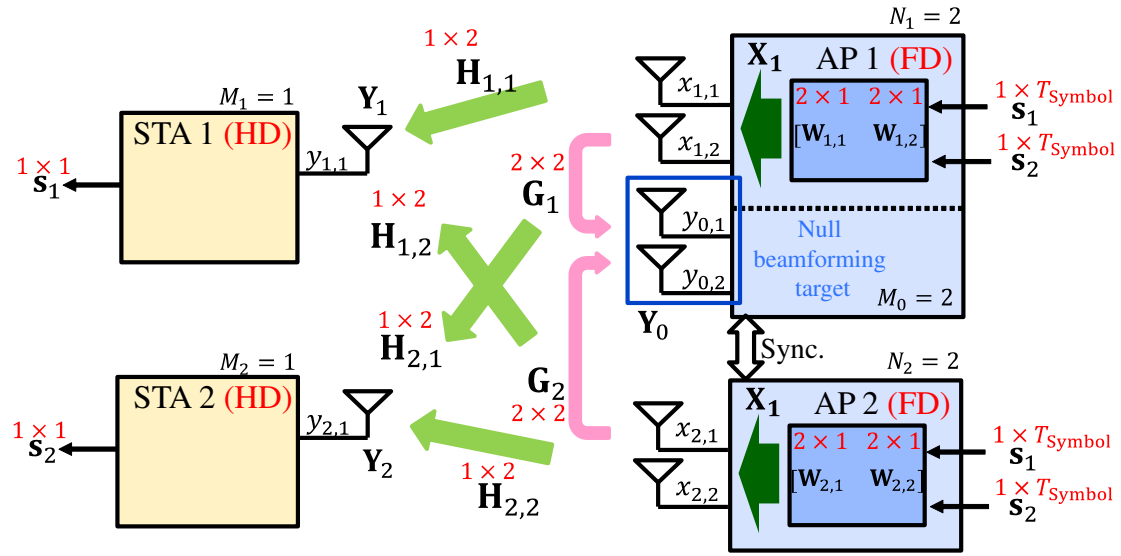 N₁ = 2
AP 1 (FD)
X₁
x₁,₁
x₁,₂
2 × 1 2 × 1
[W₁,₁ W₁,₂]
1 × T_Symbol
s₁
1 × T_Symbol
s₂
y₀,₁
y₀,₂
Y₀
Null
beamforming
target
M₀ = 2
Sync.
N₂ = 2
AP 2 (FD)
X₁
x₂,₁
x₂,₂
2 × 1 2 × 1
[W₂,₁ W₂,₂]
1 × T_Symbol
s₁
1 × T_Symbol
s₂
1 × 2
H₁,₁
2 × 2
G₁
1 × 2
H₁,₂
1 × 2
H₂,₁
G₂
2 × 2
1 × 2
H₂,₂
M₁ = 1
STA 1 (HD)
Y₁
y₁,₁
1 × 1
s₁
M₂ = 1
STA 2 (HD)
y₂,₁
Y₂
1 × 1
s₂